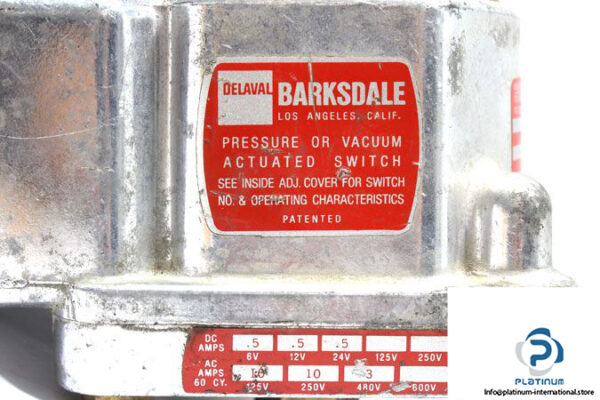 DELAVAL BARKSDALE
LOS ANGELES, CALIF.
PRESSURE OR VACUUM
ACTUATED SWITCH
SEE INSIDE ADJ. COVER FOR SWITCH
NO. & OPERATING CHARACTERISTICS
PATENTED
DC AMPS .5 .5 .5
6V 12V 24V 125V 250V
AC AMPS 60 CY. 10 10 3
125V 250V 480V 600V
PLATINUM
Info@platinum-international.store